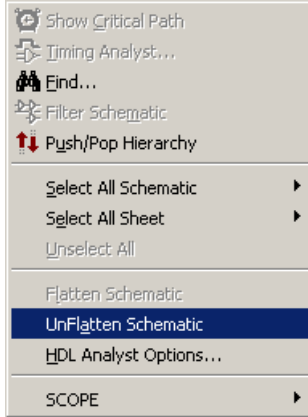 Show Critical Path
Timing Analyst...
Find...
Filter Schematic
Push/Pop Hierarchy
Select All Schematic
Select All Sheet
Unselect All
Flatten Schematic
UnFlatten Schematic
HDL Analyst Options...
SCOPE